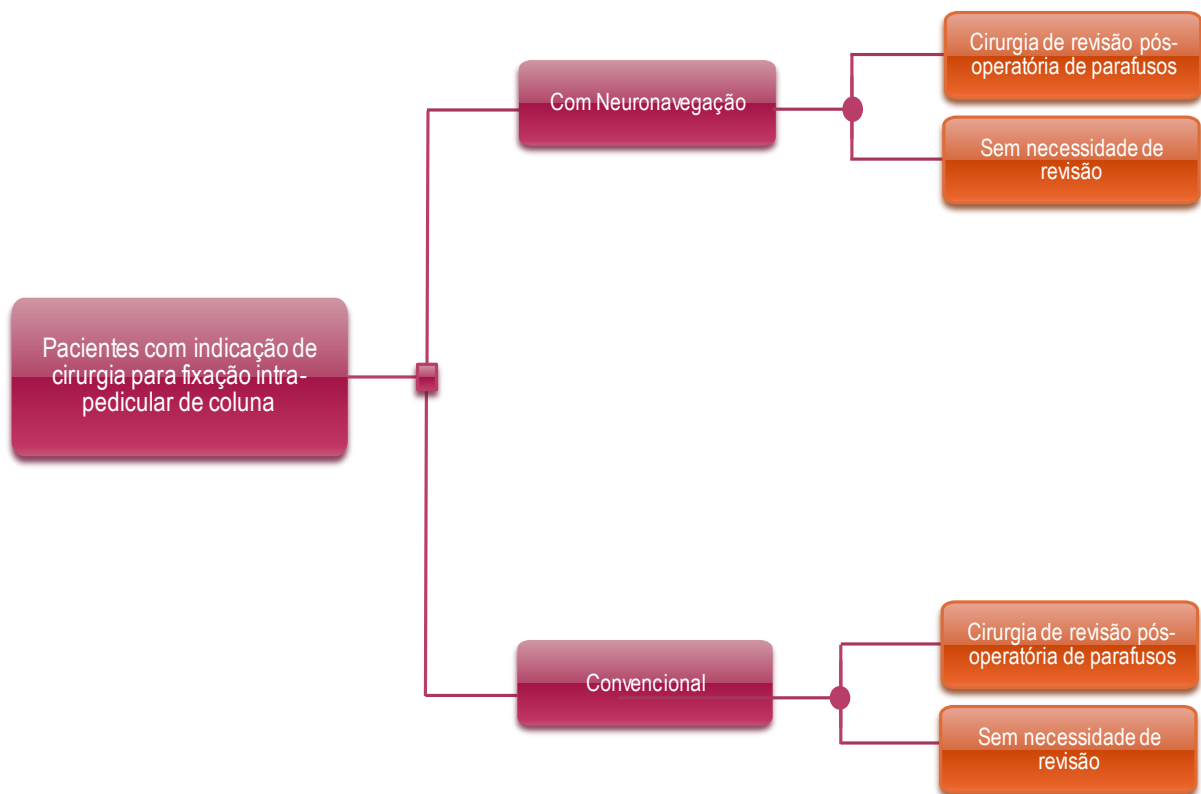 Cirurgia de revisão pós-
operatória de parafusos
Com Neuronavegação
Sem necessidade de
revisão
Pacientes com indicação de
cirurgia para fixação intra-
pedicular de coluna
Cirurgia de revisão pós-
operatória de parafusos
Convencional
Sem necessidade de
revisão